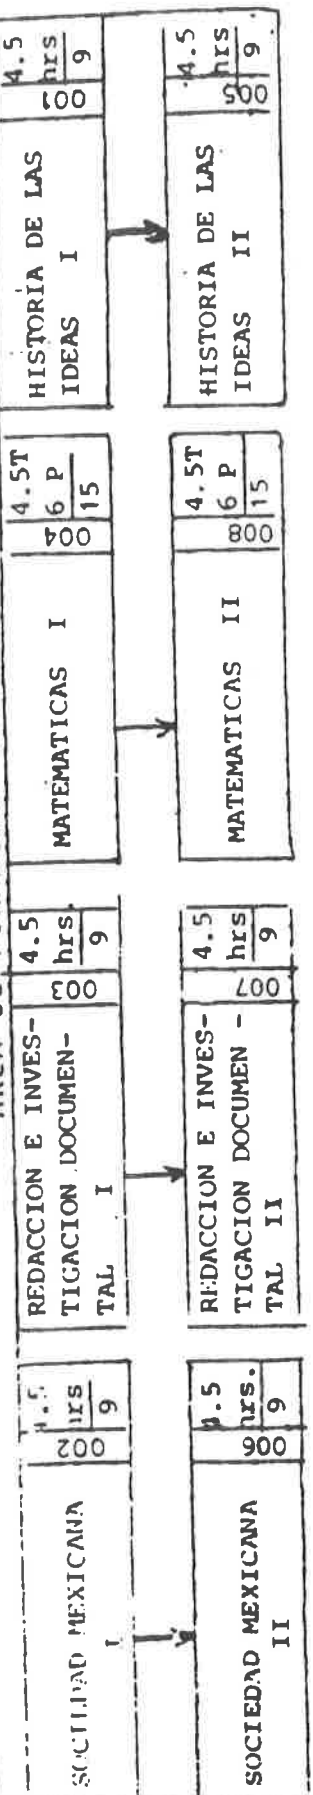 SOCIEDAD MEXICANA
I
002
4.5
hrs
9
REDACCION E INVES-
TIGACION DOCUMEN-
TAL I
003
4.5
hrs.
9
MATEMATICAS I
004
4.5T
6 P
15
HISTORIA DE LAS
IDEAS I
001
4.5
hrs
9
SOCIEDAD MEXICANA
II
006
4.5
hrs.
9
REDACCION E INVES-
TIGACION DOCUMEN -
TAL II
007
4.5
hrs
9
MATEMATICAS II
008
4.5T
6 P
15
HISTORIA DE LAS
IDEAS II
005
4.5
hrs
9